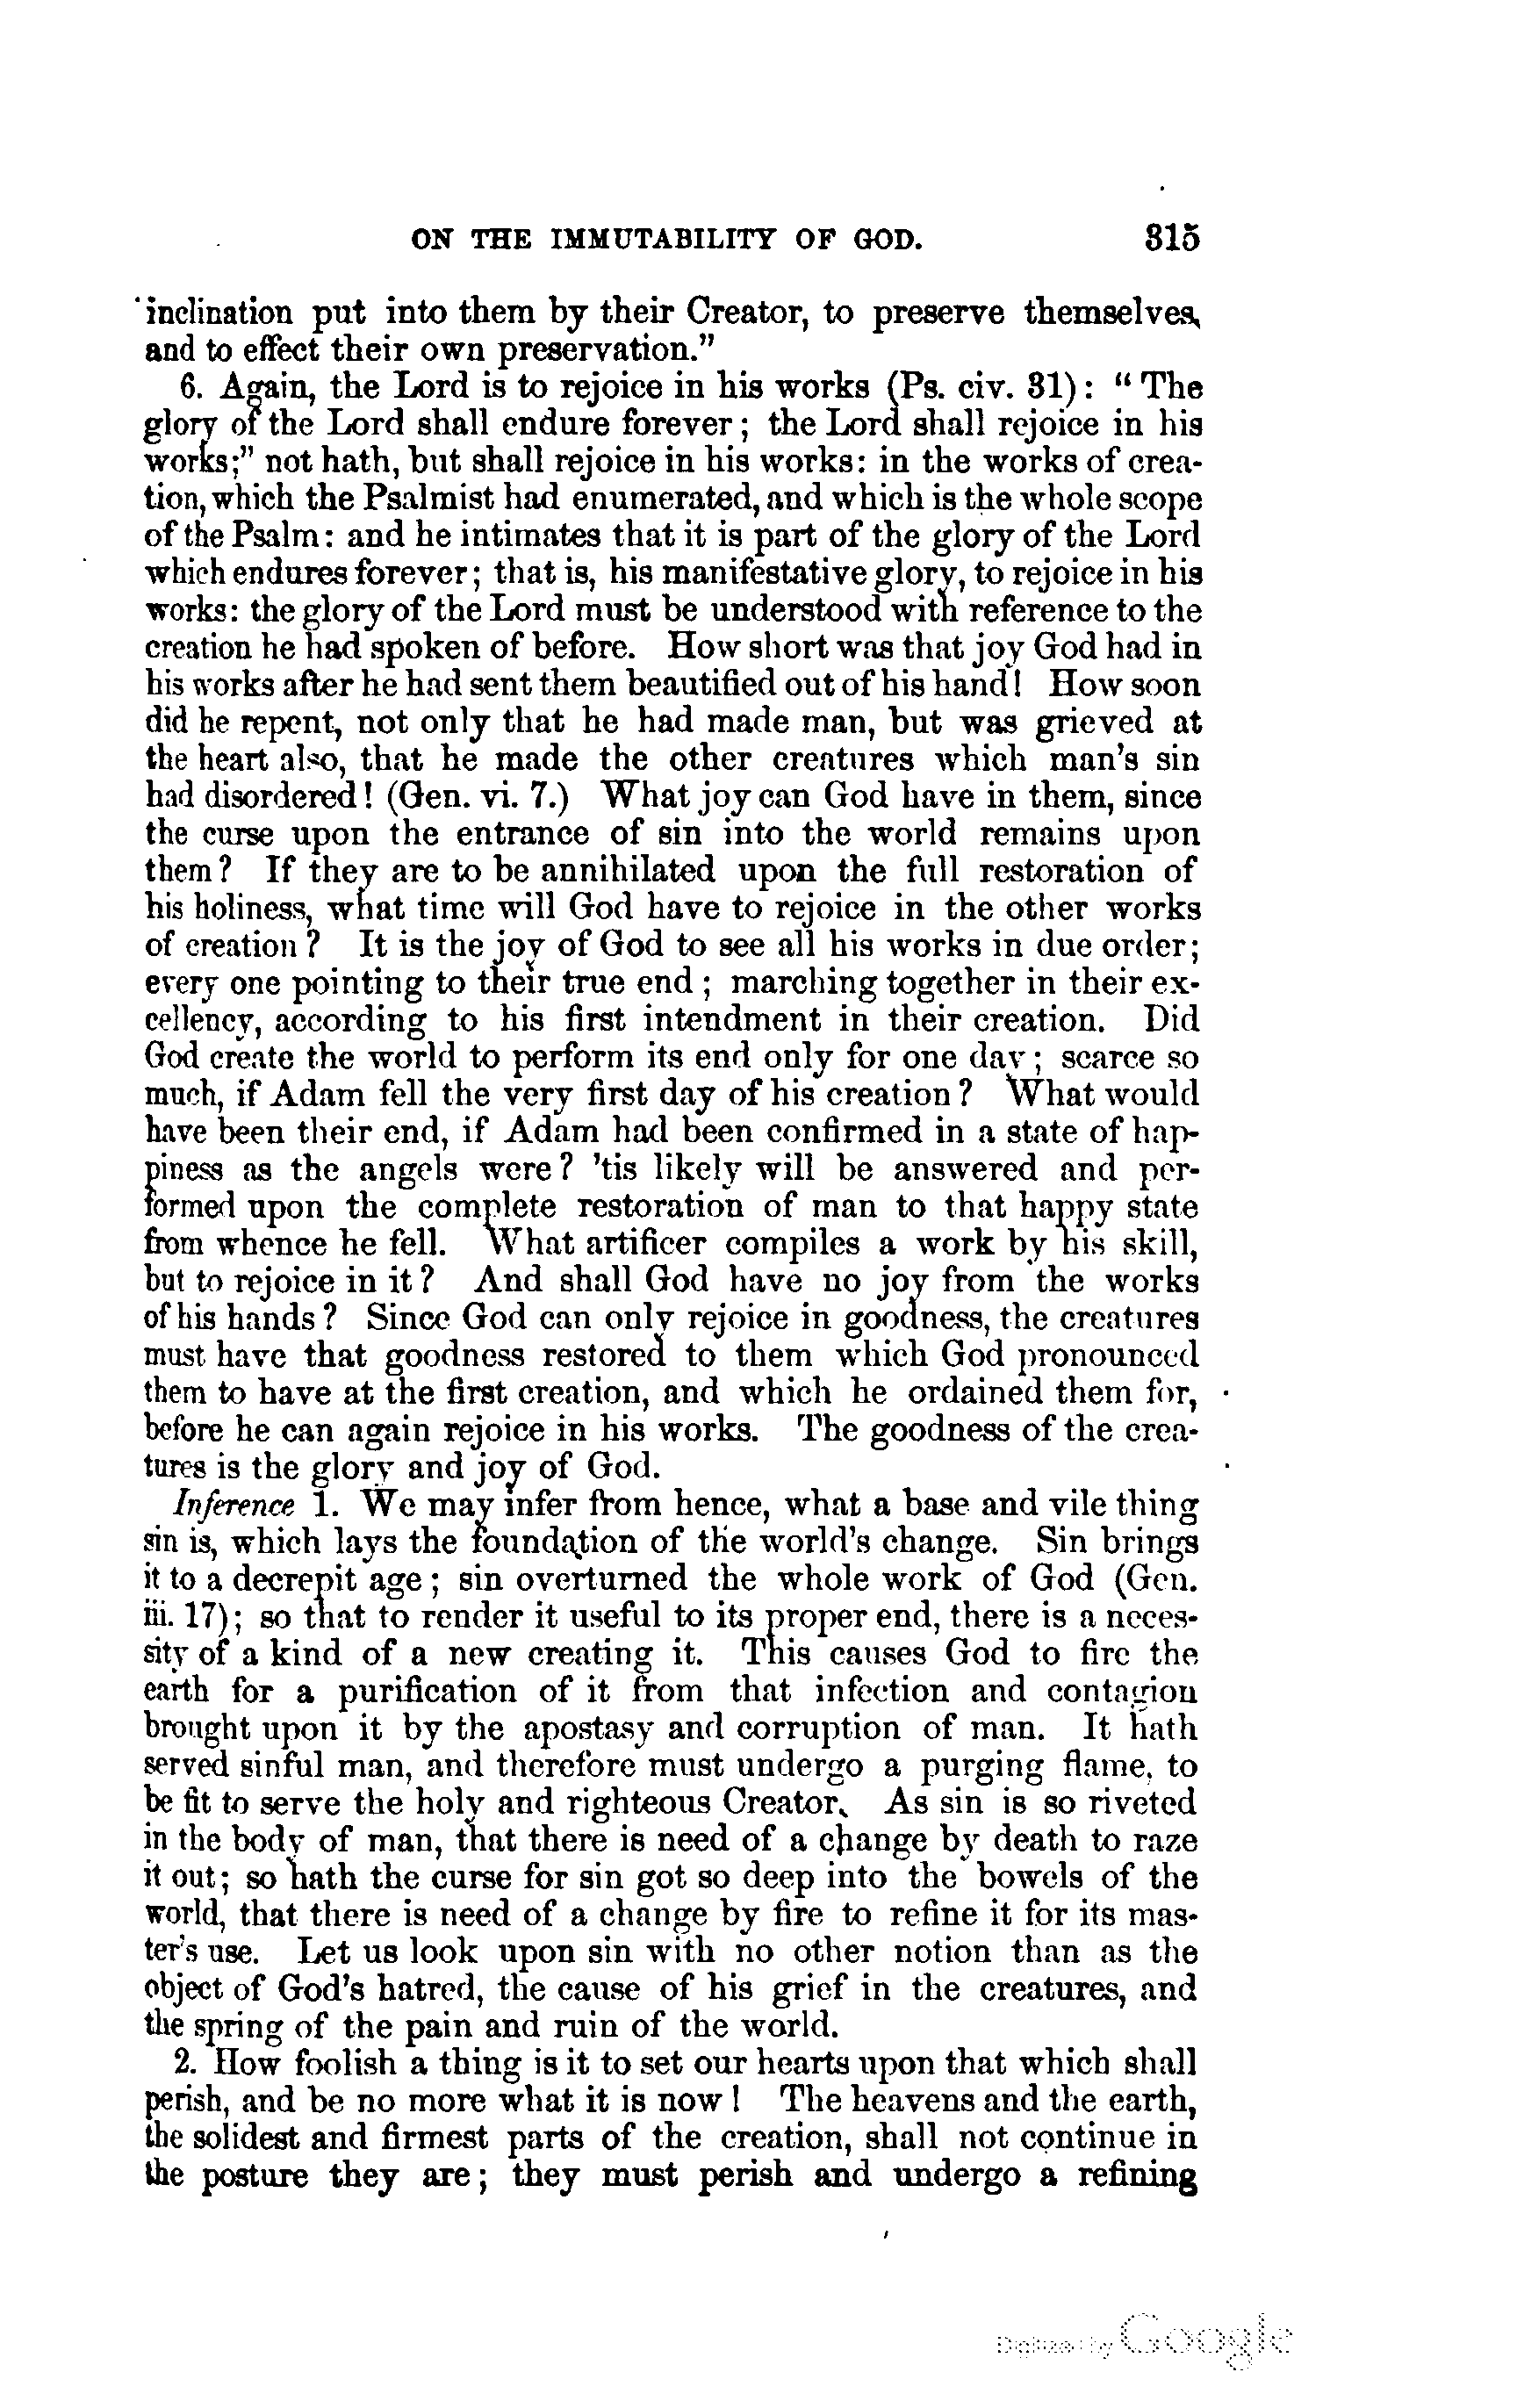 ON THE IMMUTABILITY OF GOD. 315
inclination put into them by their Creator, to preserve themselves,
and to effect their own preservation."
6. Again, the Lord is to rejoice in his works (Ps. civ. 31): "The
glory of the Lord shall endure forever; the Lord shall rejoice in his
works;" not hath, but shall rejoice in his works: in the works of crea-
tion, which the Psalmist had enumerated, and which is the whole scope
of the Psalm: and he intimates that it is part of the glory of the Lord
which endures forever; that is, his manifestative glory, to rejoice in his
works: the glory of the Lord must be understood with reference to the
creation he had spoken of before. How short was that joy God had in
his works after he had sent them beautified out of his hand! How soon
did he repent, not only that he had made man, but was grieved at
the heart also, that he made the other creatures which man's sin
had disordered! (Gen. vi. 7.) What joy can God have in them, since
the curse upon the entrance of sin into the world remains upon
them? If they are to be annihilated upon the full restoration of
his holiness, what time will God have to rejoice in the other works
of creation? It is the joy of God to see all his works in due order;
every one pointing to their true end; marching together in their ex-
cellency, according to his first intendment in their creation. Did
God create the world to perform its end only for one day; scarce so
much, if Adam fell the very first day of his creation? What would
have been their end, if Adam had been confirmed in a state of hap-
piness as the angels were? 'tis likely will be answered and per-
formed upon the complete restoration of man to that happy state
from whence he fell. What artificer compiles a work by his skill,
but to rejoice in it? And shall God have no joy from the works
of his hands? Since God can only rejoice in goodness, the creatures
must have that goodness restored to them which God pronounced
them to have at the first creation, and which he ordained them for,
before he can again rejoice in his works. The goodness of the crea-
tures is the glory and joy of God.
Inference 1. We may infer from hence, what a base and vile thing
sin is, which lays the foundation of the world's change. Sin brings
it to a decrepit age; sin overturned the whole work of God (Gen.
iii. 17); so that to render it useful to its proper end, there is a neces-
sity of a kind of a new creating it. This causes God to fire the
earth for a purification of it from that infection and contagion
brought upon it by the apostasy and corruption of man. It hath
served sinful man, and therefore must undergo a purging flame, to
be fit to serve the holy and righteous Creator. As sin is so riveted
in the body of man, that there is need of a change by death to raze
it out; so hath the curse for sin got so deep into the bowels of the
world, that there is need of a change by fire to refine it for its mas-
ter's use. Let us look upon sin with no other notion than as the
object of God's hatred, the cause of his grief in the creatures, and
the spring of the pain and ruin of the world.
2. How foolish a thing is it to set our hearts upon that which shall
perish, and be no more what it is now! The heavens and the earth,
the solidest and firmest parts of the creation, shall not continue in
the posture they are; they must perish and undergo a refining
Digitized by Google